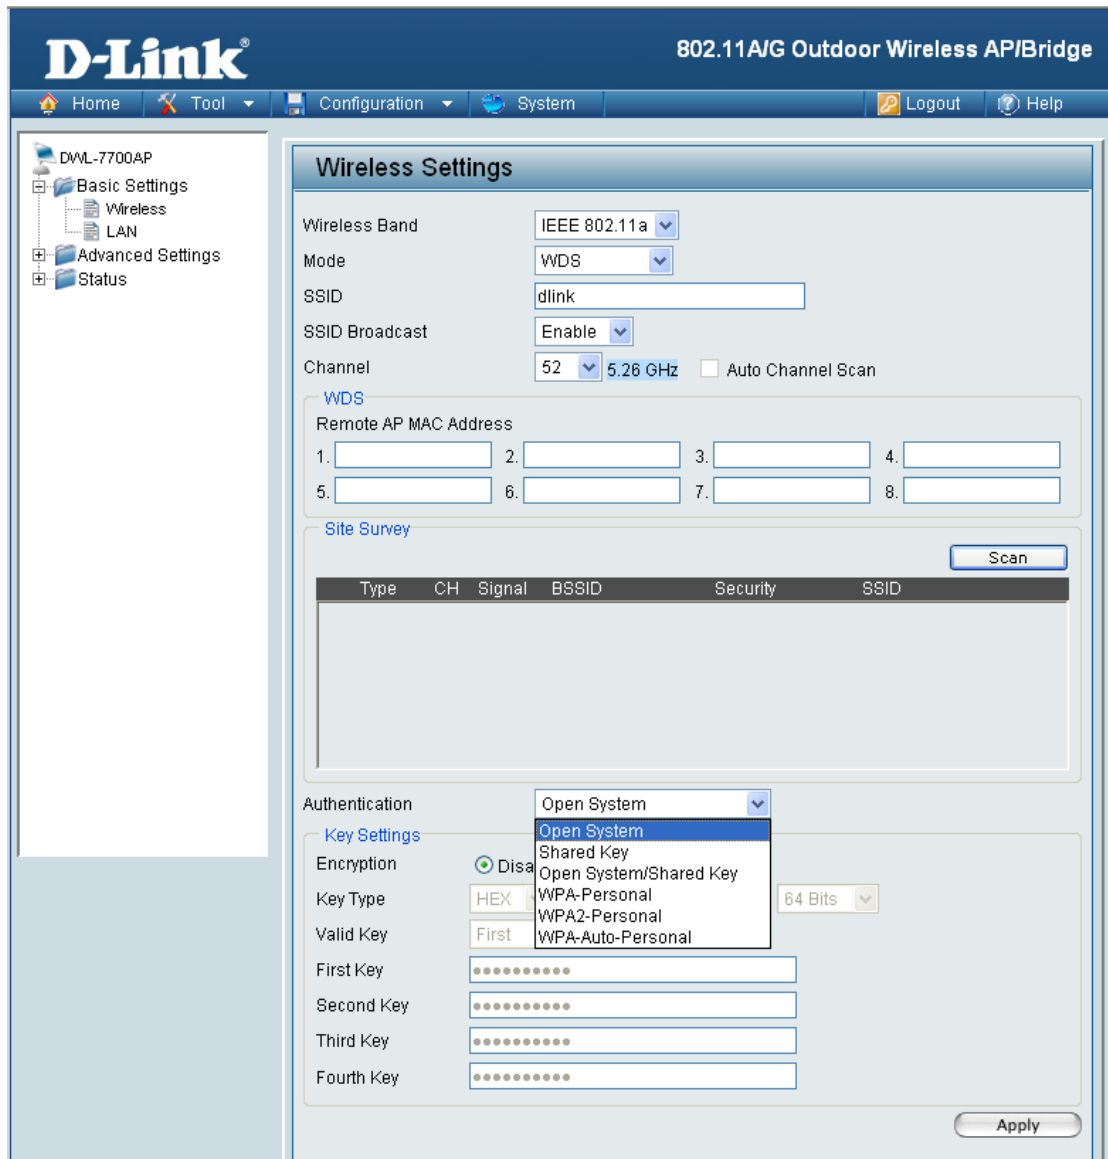 D-Link®
802.11A/G Outdoor Wireless AP/Bridge
Home Tool Configuration System Logout Help
DWL-7700AP
Basic Settings
Wireless
LAN
Advanced Settings
Status
Wireless Settings
Wireless Band IEEE 802.11a
Mode WDS
SSID dlink
SSID Broadcast Enable
Channel 52 5.26 GHz Auto Channel Scan
WDS
Remote AP MAC Address
1. 2. 3. 4.
5. 6. 7. 8.
Site Survey
Scan
Type CH Signal BSSID Security SSID
Authentication Open System
Open System
Shared Key
Open System/Shared Key
WPA-Personal
WPA2-Personal
WPA-Auto-Personal
Key Settings
Encryption Disa
Key Type HEX 64 Bits
Valid Key First
First Key ●●●●●●●●●●
Second Key ●●●●●●●●●●
Third Key ●●●●●●●●●●
Fourth Key ●●●●●●●●●●
Apply